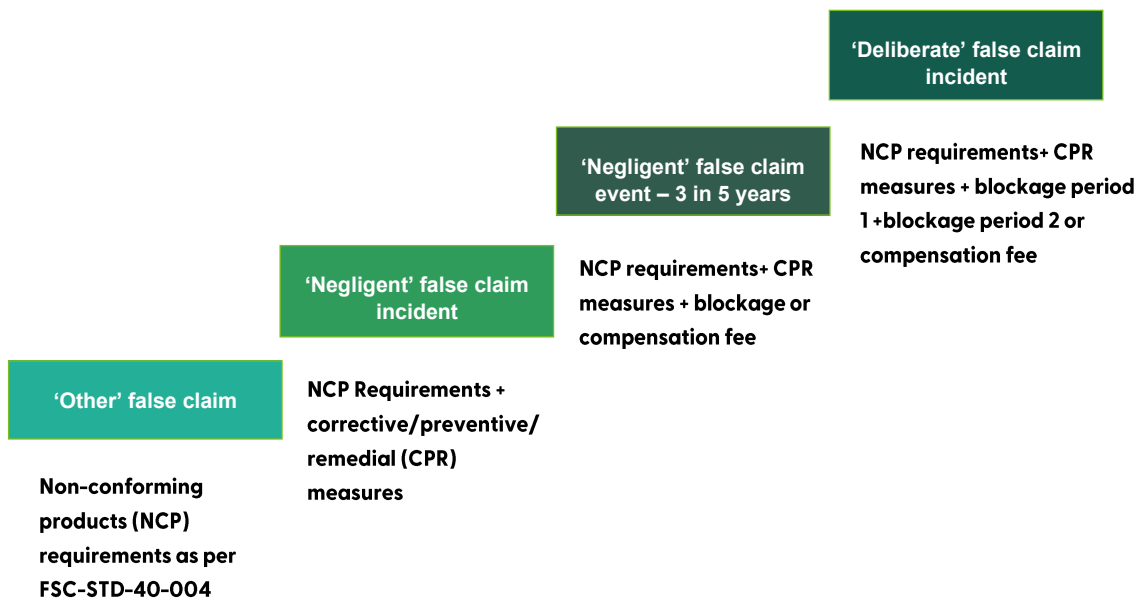 ‘Deliberate’ false claim
incident
NCP requirements+ CPR
measures + blockage period
1 +blockage period 2 or
compensation fee
‘Negligent’ false claim
event – 3 in 5 years
NCP requirements+ CPR
measures + blockage or
compensation fee
‘Negligent’ false claim
incident
NCP Requirements +
corrective/preventive/
remedial (CPR)
measures
‘Other’ false claim
Non-conforming
products (NCP)
requirements as per
FSC-STD-40-004